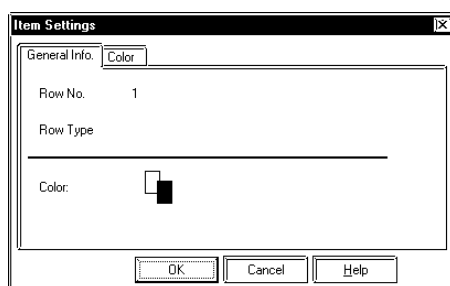 Item Settings
General Info. Color
Row No. 1
Row Type
Color:
OK Cancel Help